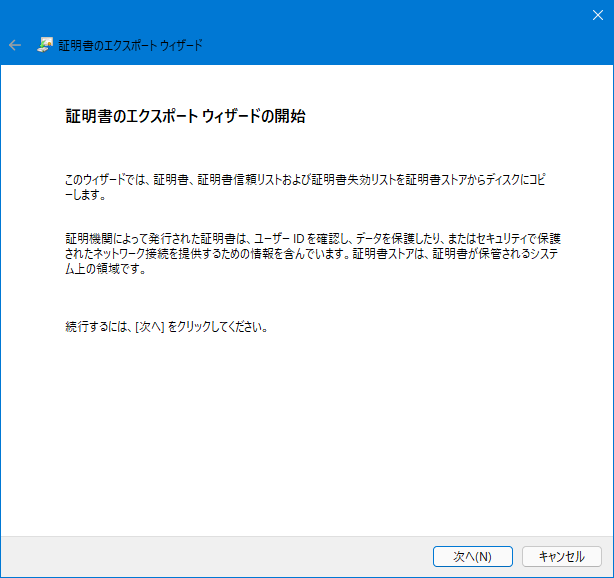 証明書のエクスポート ウィザード
証明書のエクスポート ウィザードの開始
このウィザードでは、証明書、証明書信頼リストおよび証明書失効リストを証明書ストアからディスクにコピ
ーします。
証明機関によって発行された証明書は、ユーザー ID を確認し、データを保護したり、またはセキュリティで保護
されたネットワーク接続を提供するための情報を含んでいます。証明書ストアは、証明書が保管されるシステ
ム上の領域です。
続行するには、[次へ] をクリックしてください。
次へ(N)
キャンセル